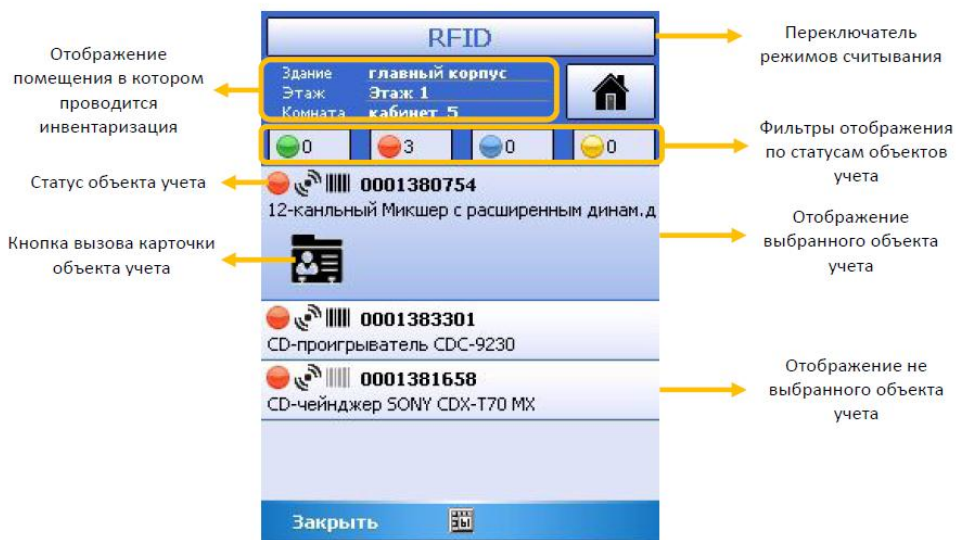 RFID
Переключатель
режимов считывания
Отображение
помещения в котором
проводится
инвентаризация
Здание главный корпус
Этаж Этаж 1
Комната кабинет 5
0 3 0 0
Фильтры отображения
по статусам объектов
учета
Статус объекта учета
0001380754
12-канльный Микшер с расширенным динам.д
Кнопка вызова карточки
объекта учета
Отображение
выбранного объекта
учета
0001383301
CD-проигрыватель CDC-9230
0001381658
CD-чейнджер SONY CDX-T70 MX
Отображение не
выбранного объекта
учета
Закрыть
ЭЫ